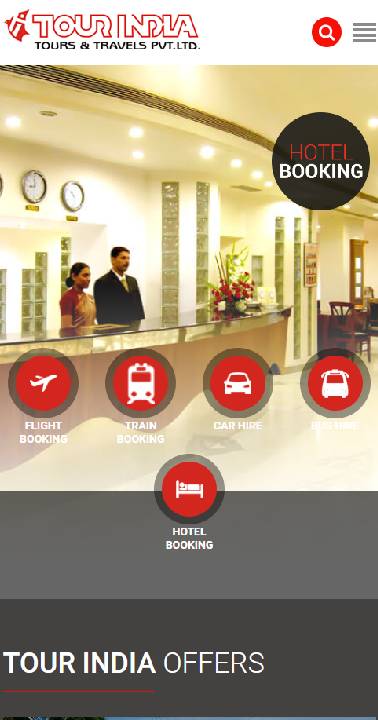 TOUR INDIA
TOURS & TRAVELS PVT.LTD.
HOTEL
BOOKING
FLIGHT
BOOKING
TRAIN
BOOKING
CAR HIRE
BUS HIRE
HOTEL
BOOKING
TOUR INDIA OFFERS